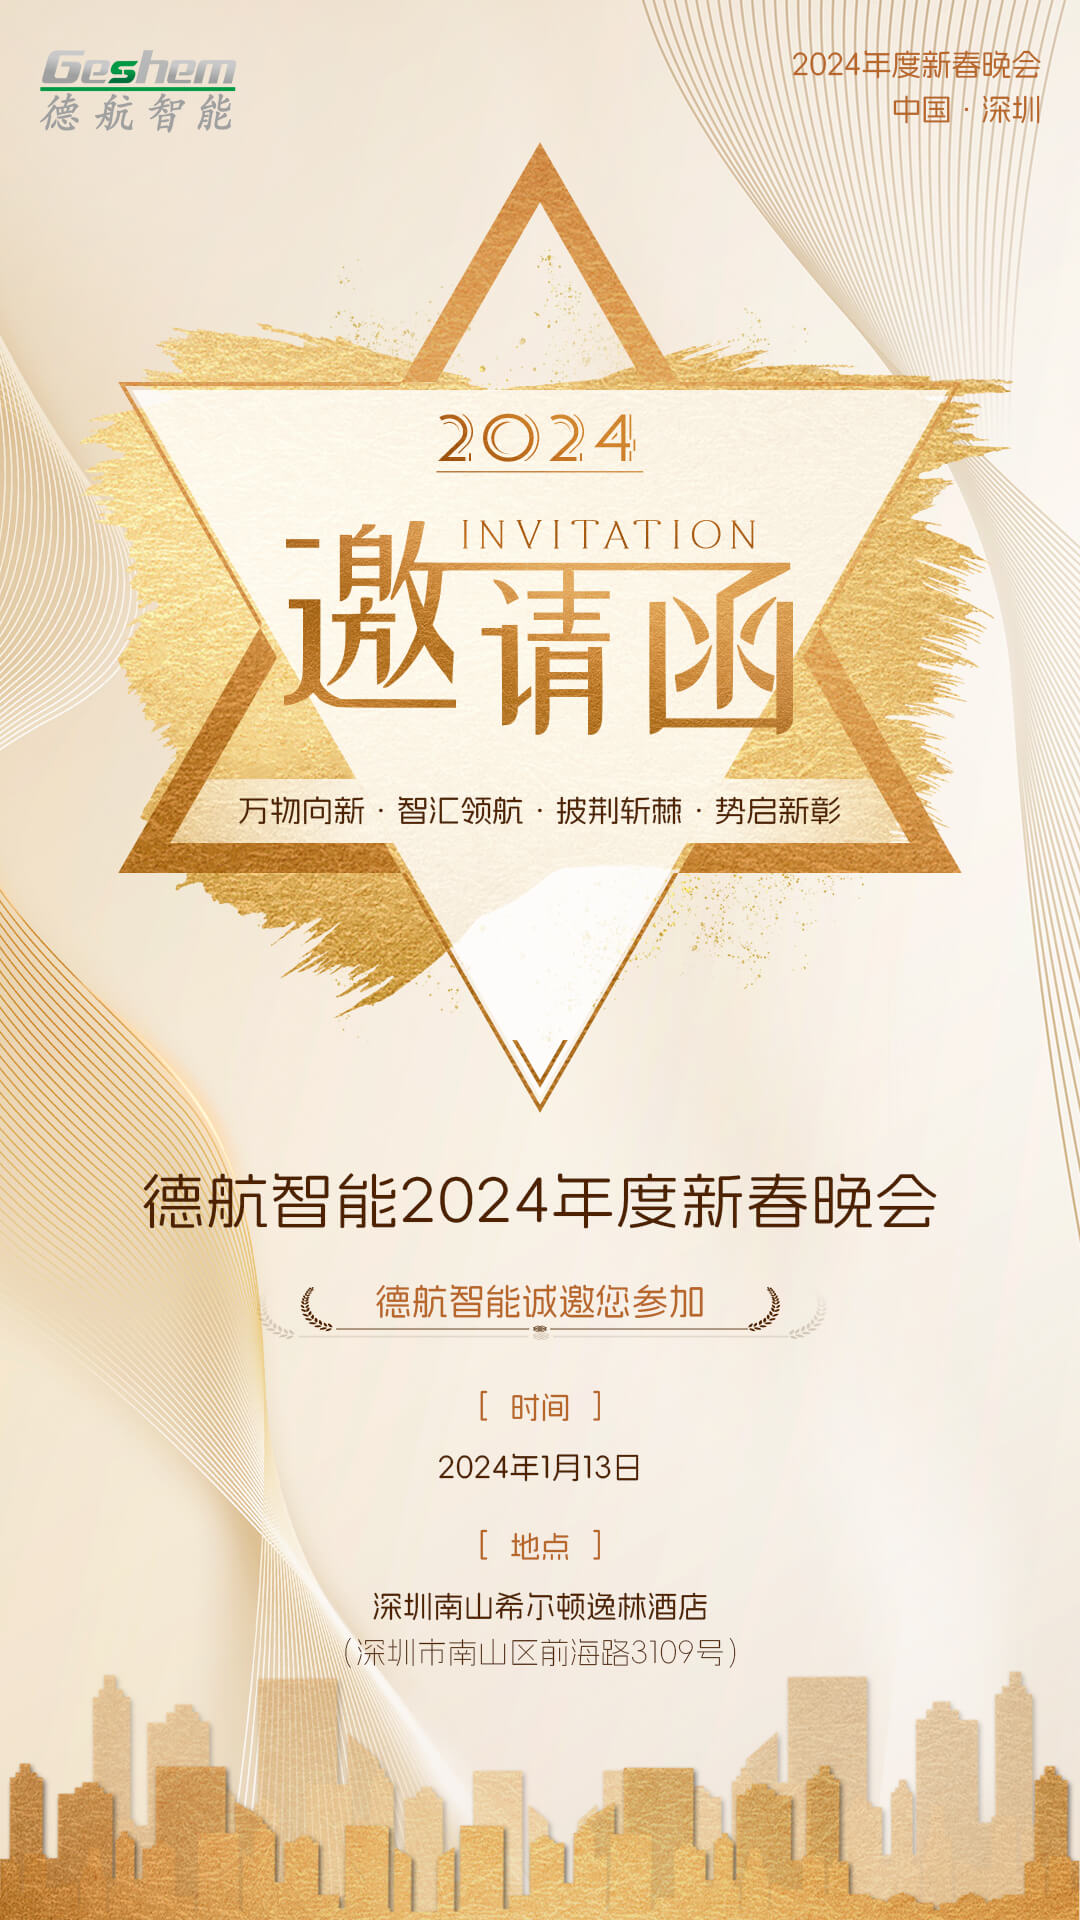 Geshem
德航智能
2024年度新春晚会
中国·深圳
2024
INVITATION
邀请函
万物向新·智汇领航·披荆斩棘·势启新彰
德航智能2024年度新春晚会
德航智能诚邀您参加
[ 时间 ]
2024年1月13日
[ 地点 ]
深圳南山希尔顿逸林酒店
(深圳市南山区前海路3109号)